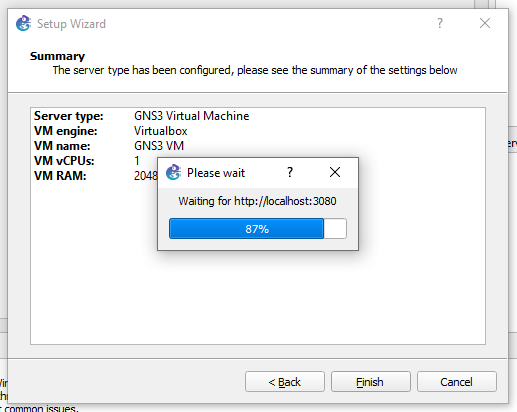 Setup Wizard
Summary
The server type has been configured, please see the summary of the settings below
Server type: GNS3 Virtual Machine
VM engine: Virtualbox
VM name: GNS3 VM
VM vCPUs: 1
VM RAM: 2048
Please wait
Waiting for http://localhost:3080
87%
< Back Finish Cancel
common issues.